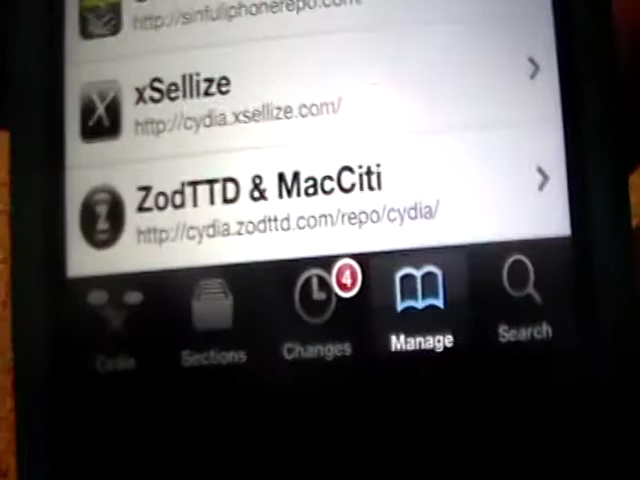 http://sinfuliphonerepo.com
xSellize
http://cydia.xsellize.com/
ZodTTD & MacCiti
http://cydia.zodttd.com/repo/cydia/
4
Cydia
Sections
Changes
Manage
Search